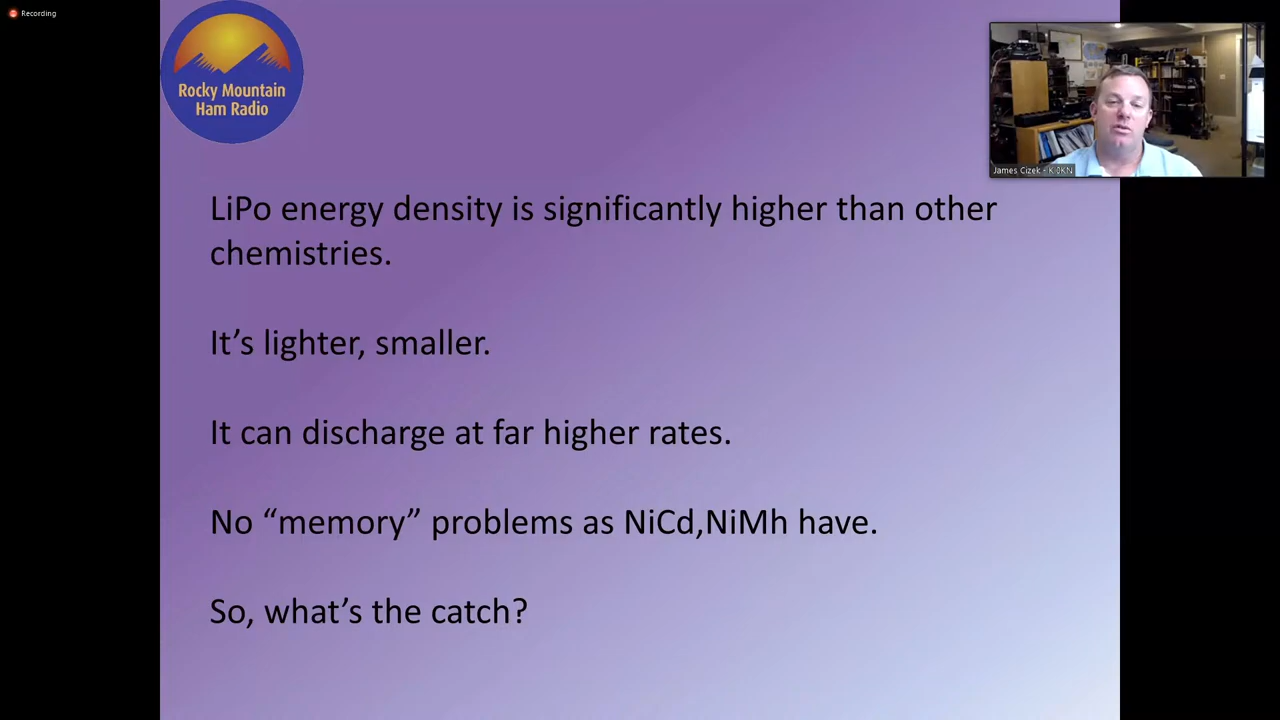 Recording
Rocky Mountain
Ham Radio
James Cizek - KI0KN
LiPo energy density is significantly higher than other
chemistries.
It’s lighter, smaller.
It can discharge at far higher rates.
No “memory” problems as NiCd,NiMh have.
So, what’s the catch?